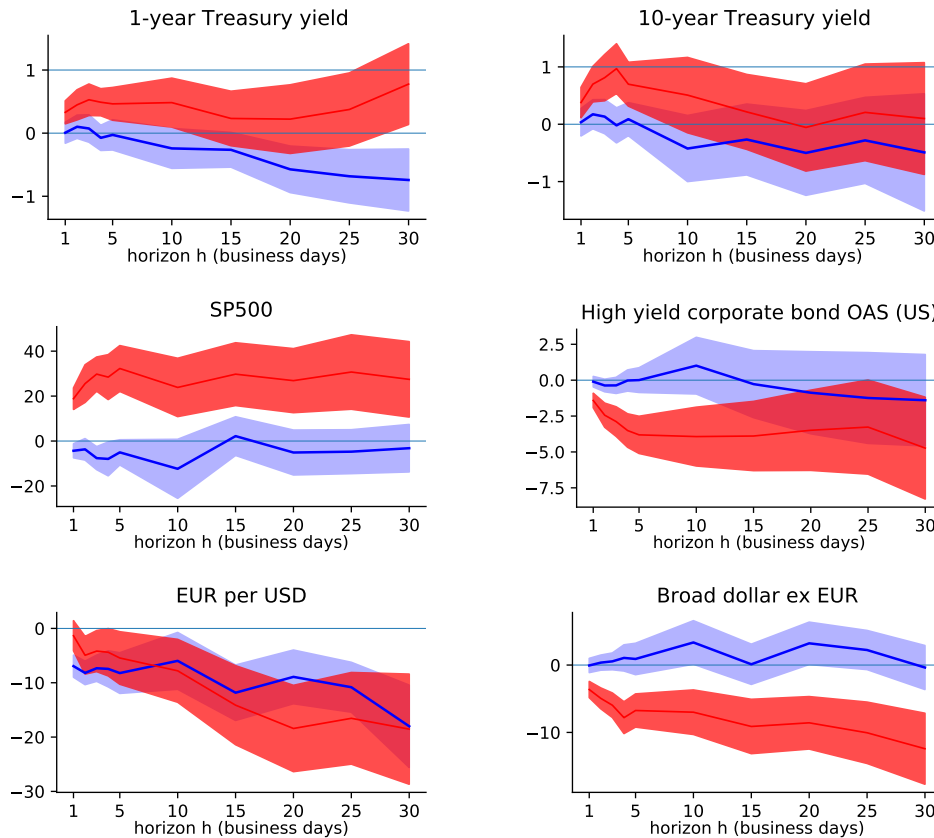 1-year Treasury yield
1
0
−1
1 5 10 15 20 25 30
horizon h (business days)
10-year Treasury yield
1
0
−1
1 5 10 15 20 25 30
horizon h (business days)
SP500
40
20
0
−20
1 5 10 15 20 25 30
horizon h (business days)
High yield corporate bond OAS (US)
2.5
0.0
−2.5
−5.0
−7.5
1 5 10 15 20 25 30
horizon h (business days)
EUR per USD
0
−10
−20
−30
1 5 10 15 20 25 30
horizon h (business days)
Broad dollar ex EUR
0
−10
1 5 10 15 20 25 30
horizon h (business days)